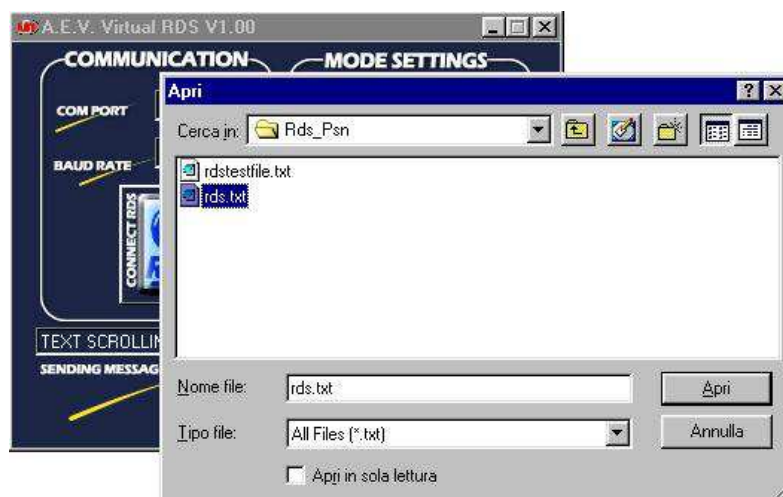 A.E.V. Virtual RDS V1.00
COMMUNICATION
MODE SETTINGS
COM PORT
BAUD RATE
CONNECT RDS
TEXT SCROLLIN
SENDING MESSAG
Apri
Cerca in: Rds_Psn
rdstestfile.txt
rds.txt
Nome file: rds.txt Apri
Tipo file: All Files (*.txt) Annulla
Apri in sola lettura